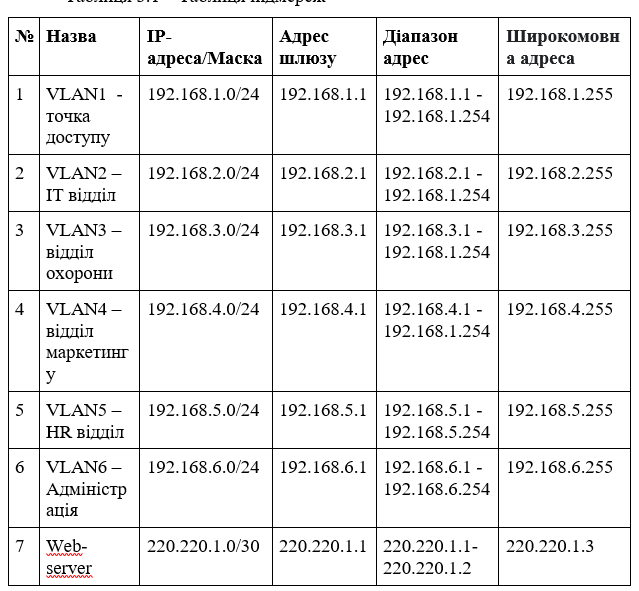 № Назва IP- Адрес Діапазон Широкомовн
адреса/Маска шлюзу адрес а адреса
1 VLAN1 - 192.168.1.0/24 192.168.1.1 192.168.1.1 - 192.168.1.255
точка 192.168.1.254
доступу
2 VLAN2 – 192.168.2.0/24 192.168.2.1 192.168.2.1 - 192.168.2.255
ІТ відділ 192.168.1.254
3 VLAN3 – 192.168.3.0/24 192.168.3.1 192.168.3.1 - 192.168.3.255
відділ 192.168.1.254
охорони
4 VLAN4 – 192.168.4.0/24 192.168.4.1 192.168.4.1 - 192.168.4.255
відділ 192.168.1.254
маркетинг
у
5 VLAN5 – 192.168.5.0/24 192.168.5.1 192.168.5.1 - 192.168.5.255
HR відділ 192.168.5.254
6 VLAN6 – 192.168.6.0/24 192.168.6.1 192.168.6.1 - 192.168.6.255
Адміністр 192.168.6.254
ація
7 Web- 220.220.1.0/30 220.220.1.1 220.220.1.1- 220.220.1.3
server 220.220.1.2